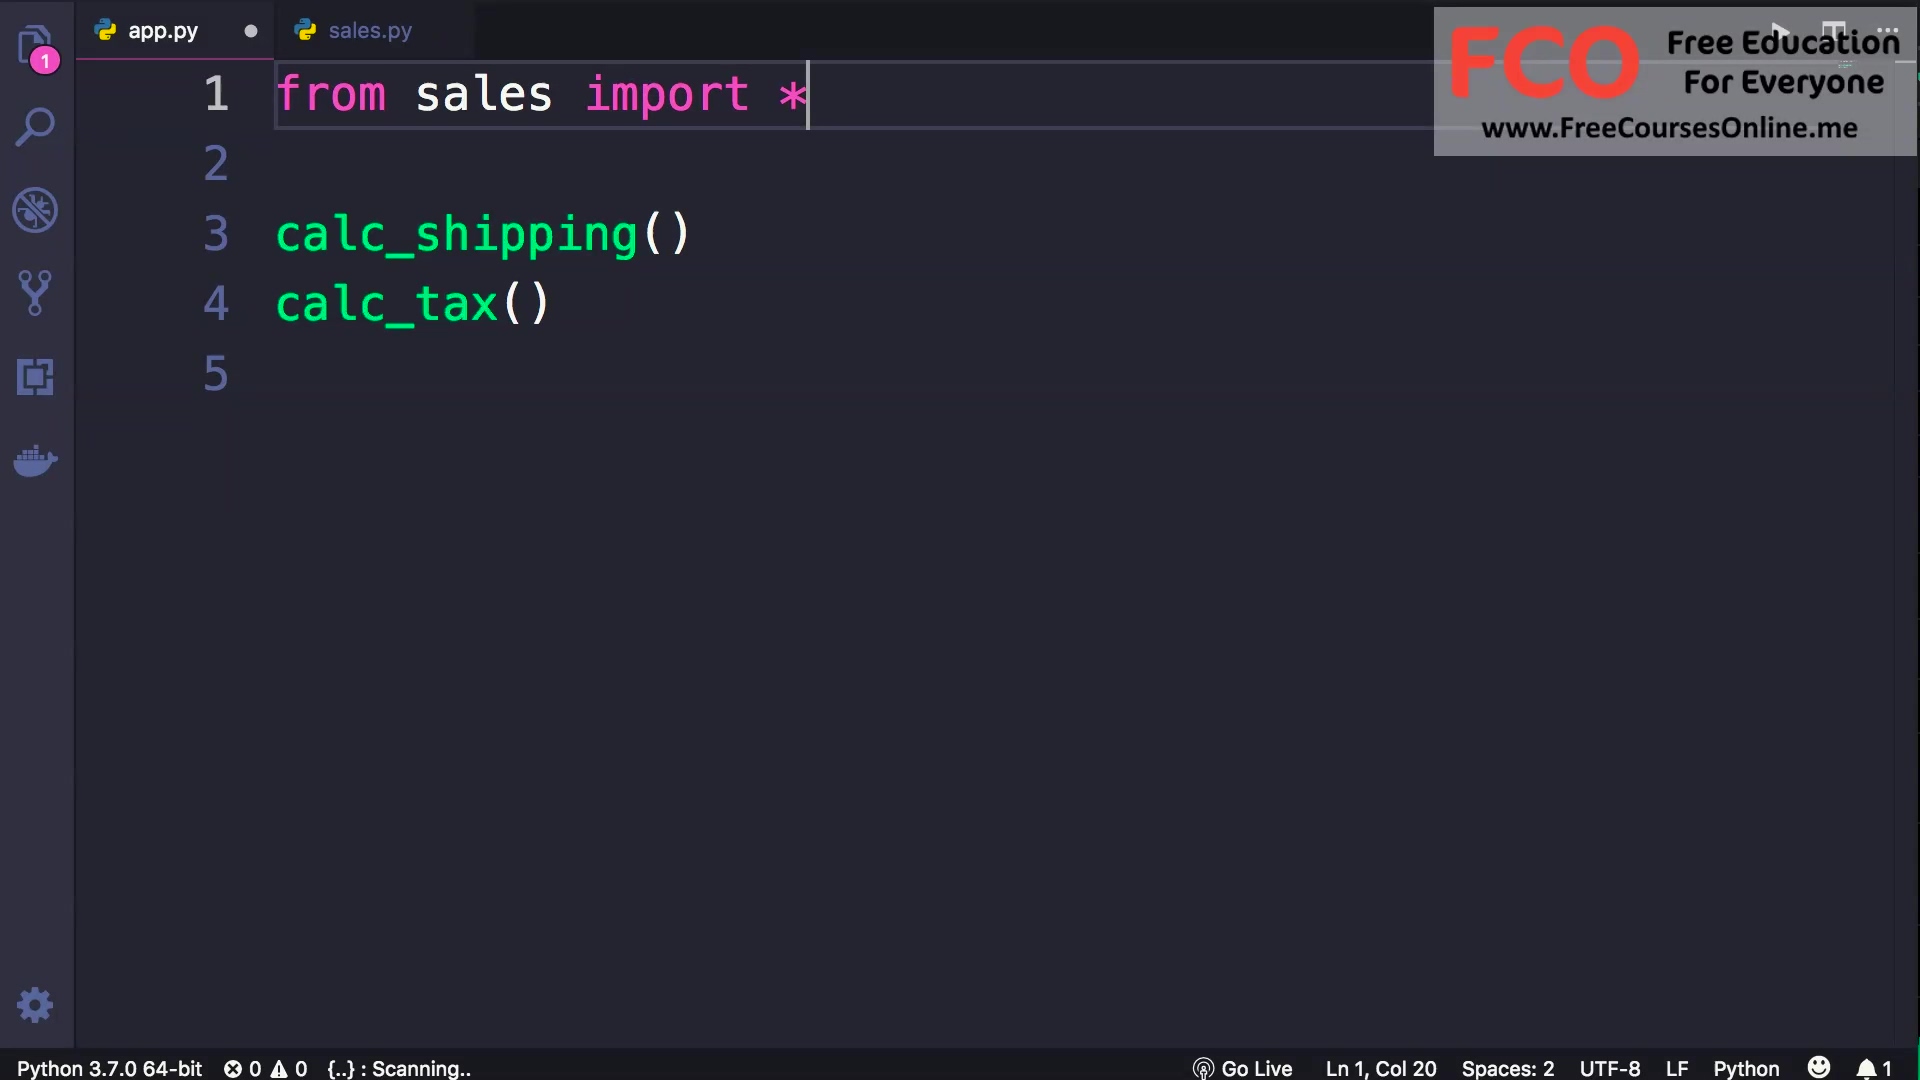 app.py
sales.py
1
FCO
Free Education
For Everyone
www.FreeCoursesOnline.me
1 from sales import *
2
3 calc_shipping()
4 calc_tax()
5
Python 3.7.0 64-bit 0 0 {..} : Scanning.. Go Live Ln 1, Col 20 Spaces: 2 UTF-8 LF Python 1